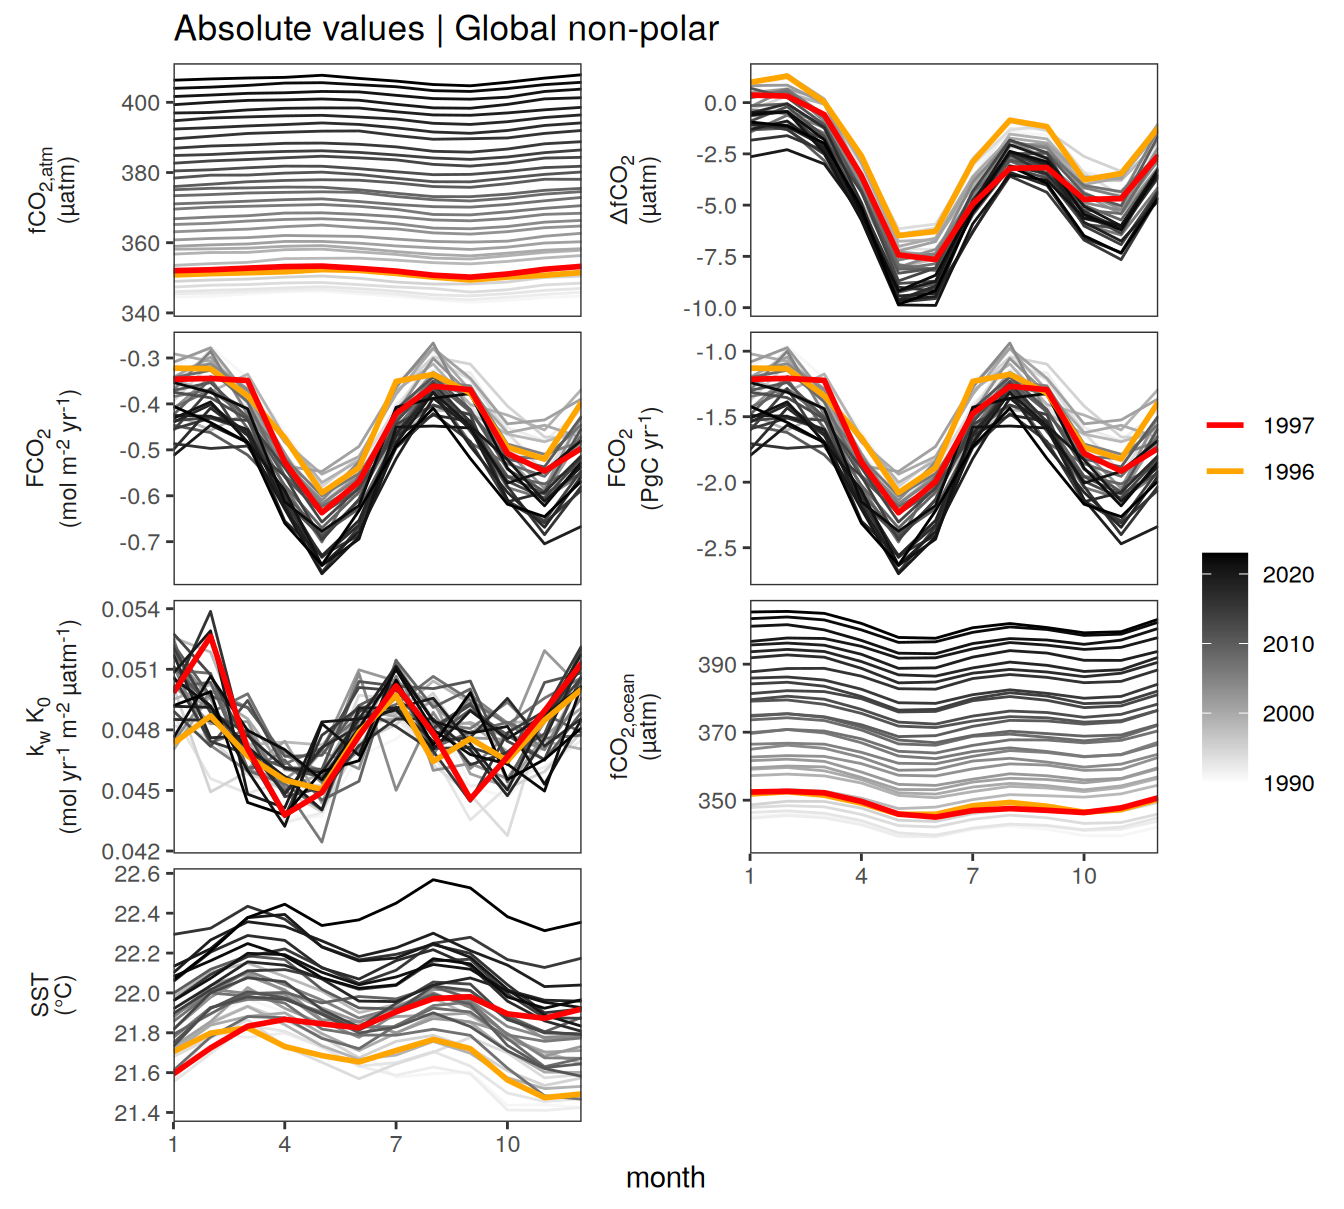 Absolute values | Global non-polar
fCO2,atm
(µatm)
400
380
360
340
ΔfCO2
(µatm)
0.0
-2.5
-5.0
-7.5
-10.0
FCO2
(mol m-2 yr-1)
-0.3
-0.4
-0.5
-0.6
-0.7
FCO2
(PgC yr-1)
-1.0
-1.5
-2.0
-2.5
kw K0
(mol yr-1 m-2 µatm-1)
0.054
0.051
0.048
0.045
0.042
fCO2,ocean
(µatm)
390
370
350
1 4 7 10
SST
(°C)
22.6
22.4
22.2
22.0
21.8
21.6
21.4
1 4 7 10
month
1997
1996
2020
2010
2000
1990